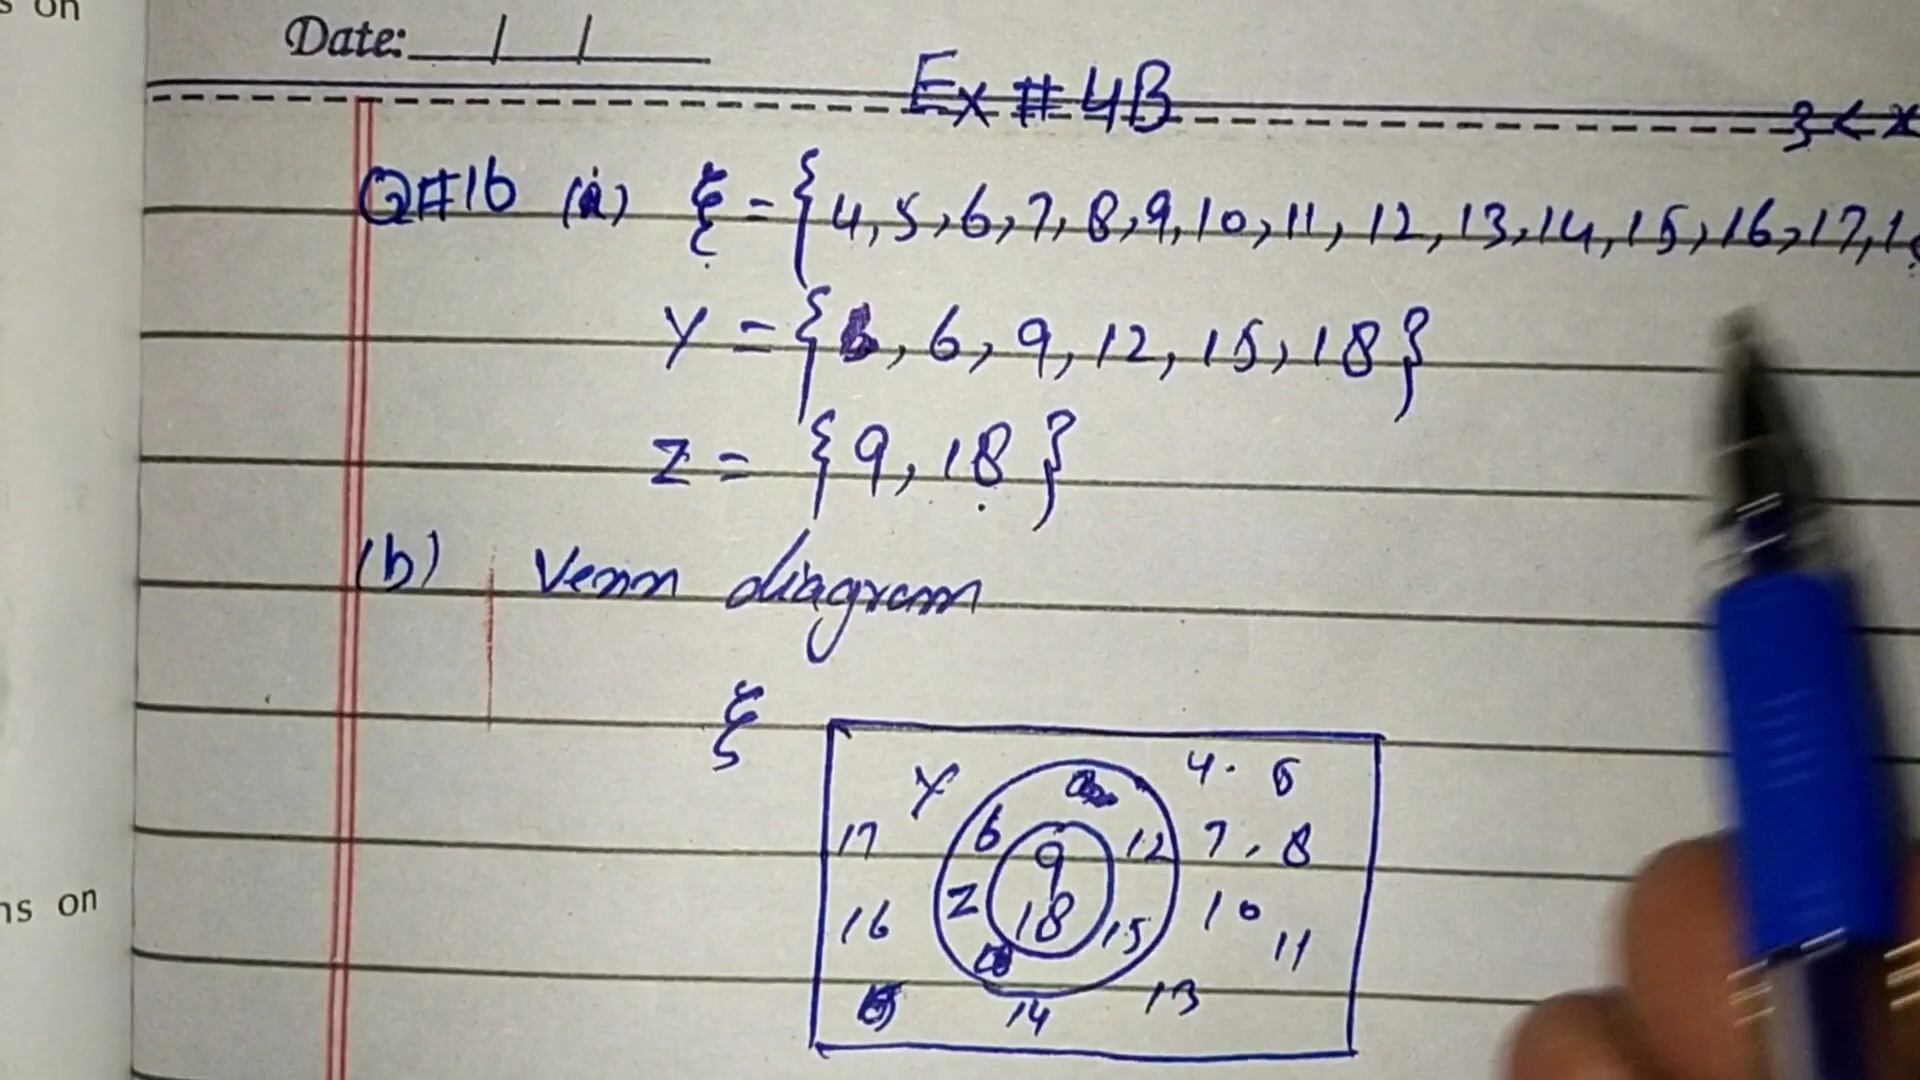 s on
Date:
Ex # 4B
3 < x
Q#16 (a) ξ = { 4, 5, 6, 7, 8, 9, 10, 11, 12, 13, 14, 15, 16, 17,
Y = { , 6, 9, 12, 15, 18 }
Z = { 9, 18 }
(b) Venn diagram
ξ
4. 5
Y
6 9 12
17
7, 8
Z 18 15
16
10
11
14 13
ns on